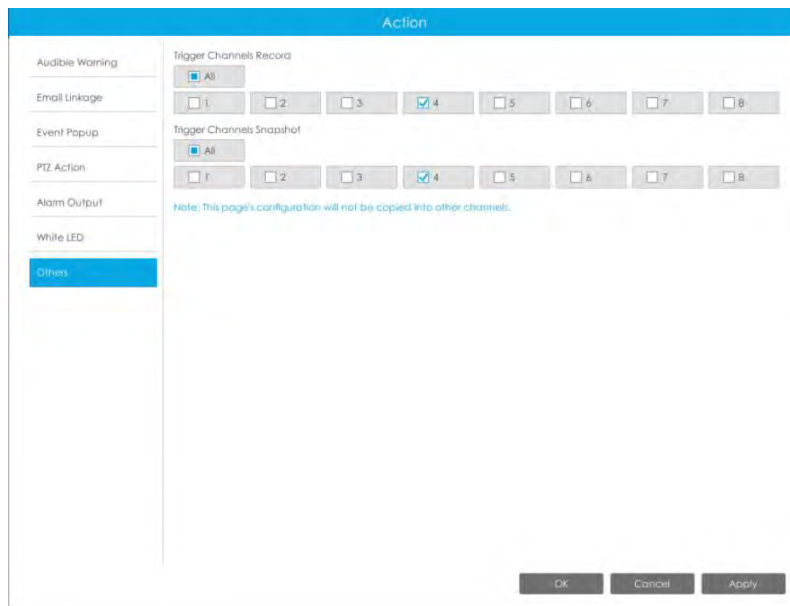 Action
Audible Warning
Email Linkage
Event Popup
PTZ Action
Alarm Output
White LED
Others
Trigger Channels Record
All
1 2 3 4 5 6 7 8
Trigger Channels Snapshot
All
1 2 3 4 5 6 7 8
Note: This page's configuration will not be copied into other channels.
OK Cancel Apply